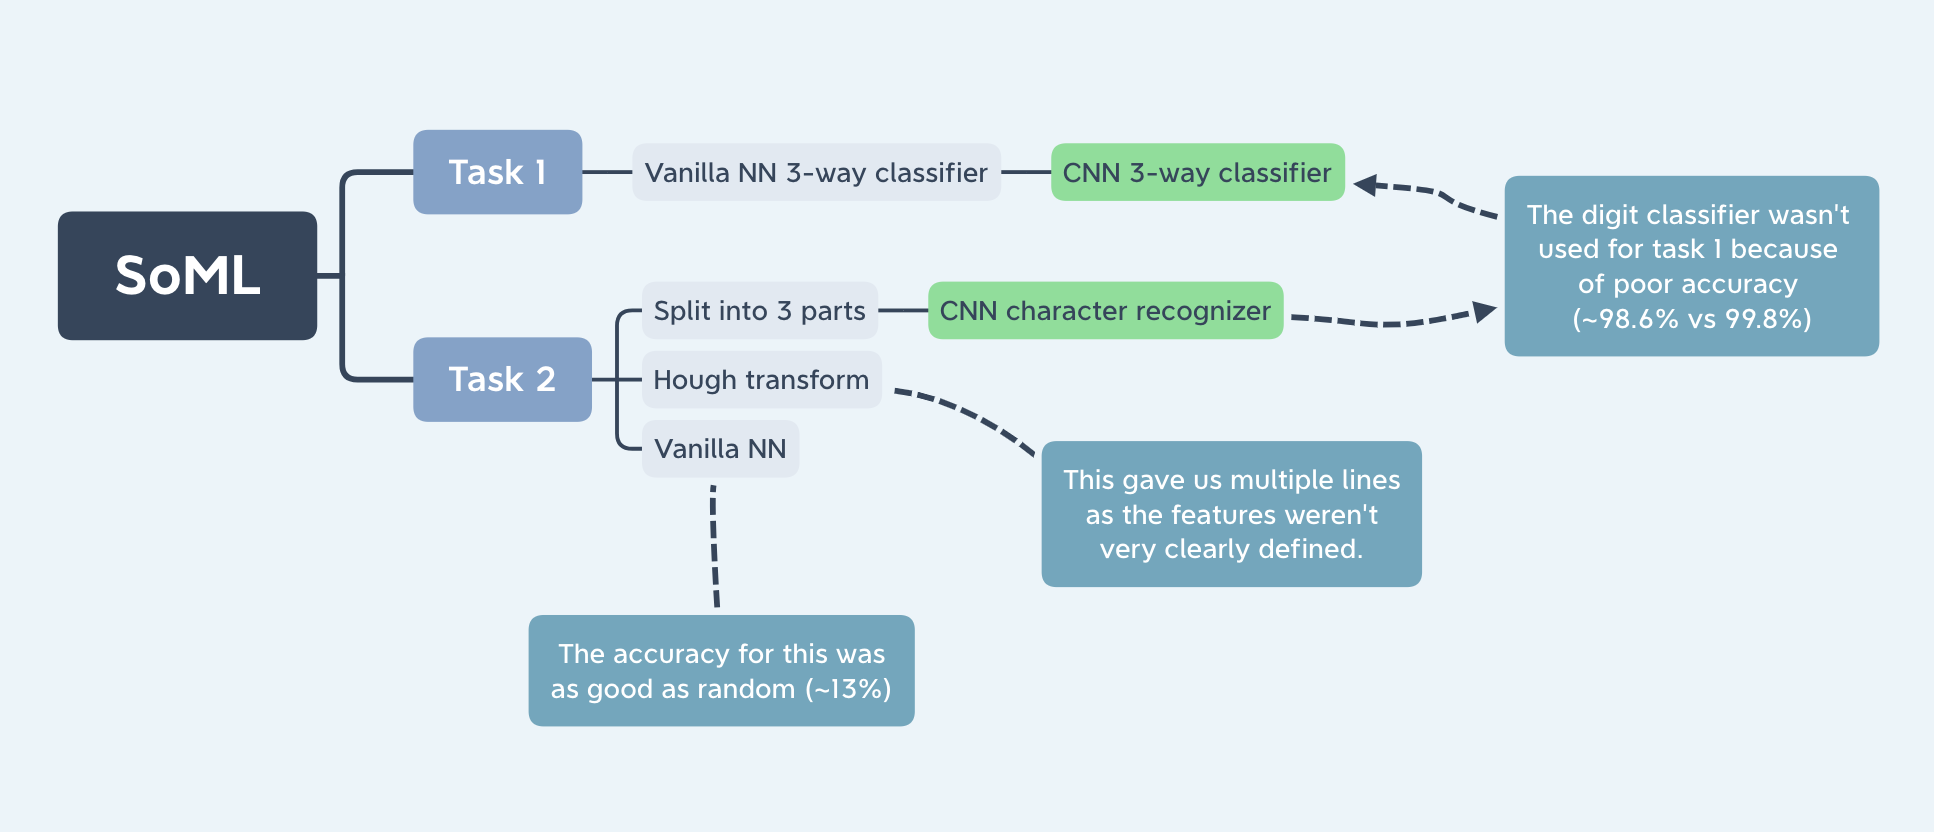 SoML
Task 1
Vanilla NN 3-way classifier
CNN 3-way classifier
The digit classifier wasn't
used for task 1 because
of poor accuracy
(~98.6% vs 99.8%)
Task 2
Split into 3 parts
CNN character recognizer
Hough transform
Vanilla NN
This gave us multiple lines
as the features weren't
very clearly defined.
The accuracy for this was
as good as random (~13%)